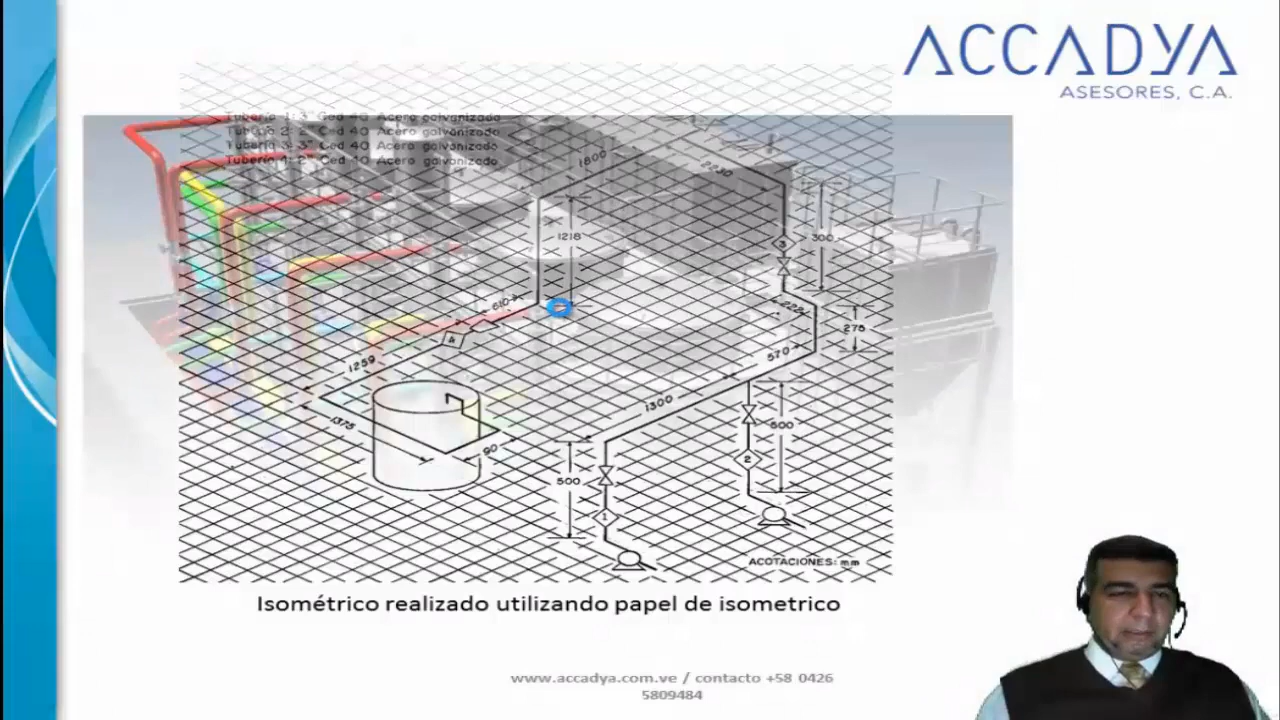 ACCADYA
ASESORES, C.A.
Tubería 1: 3" Ced 40 Acero galvanizado
Tubería 2: 2" Ced 40 Acero galvanizado
Tubería 3: 3" Ced 40 Acero galvanizado
Tubería 4: 2" Ced 40 Acero galvanizado
1800
2230
1218
3
300
610
222
275
4
570
1259
1300
1375
90
500
600
2
500
1
ACOTACIONES: mm
Isométrico realizado utilizando papel de isometrico
www.accadya.com.ve / contacto +58 0426
5809484